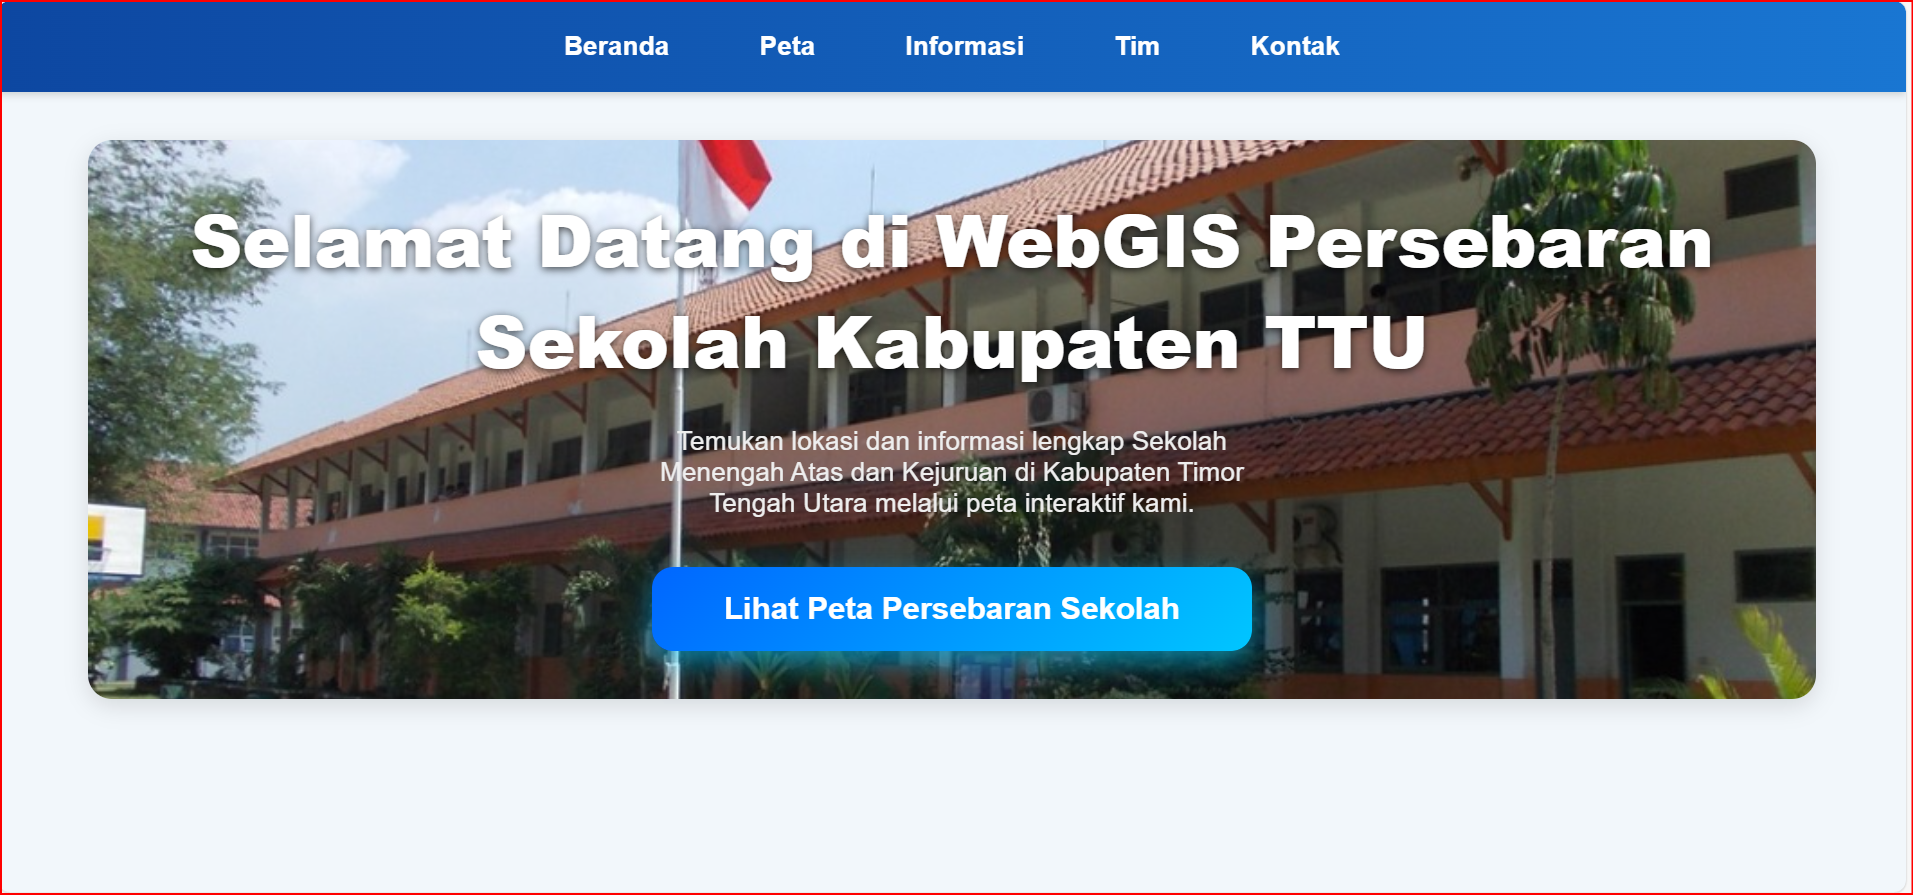 Beranda Peta Informasi Tim Kontak
Selamat Datang di WebGIS Persebaran
Sekolah Kabupaten TTU
Temukan lokasi dan informasi lengkap Sekolah
Menengah Atas dan Kejuruan di Kabupaten Timor
Tengah Utara melalui peta interaktif kami.
Lihat Peta Persebaran Sekolah